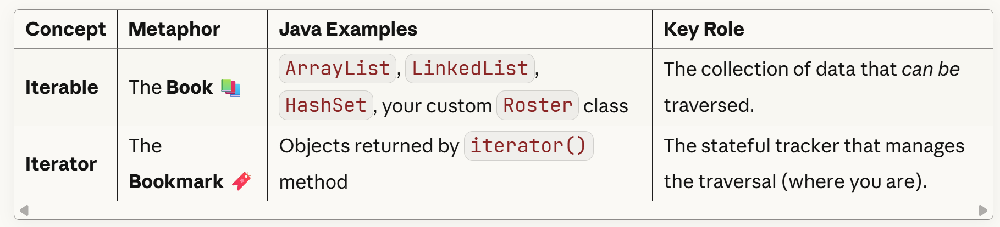 Concept Metaphor Java Examples Key Role
Iterable The Book ArrayList, LinkedList, HashSet, your custom Roster class The collection of data that can be traversed.
Iterator The Bookmark Objects returned by iterator() method The stateful tracker that manages the traversal (where you are).